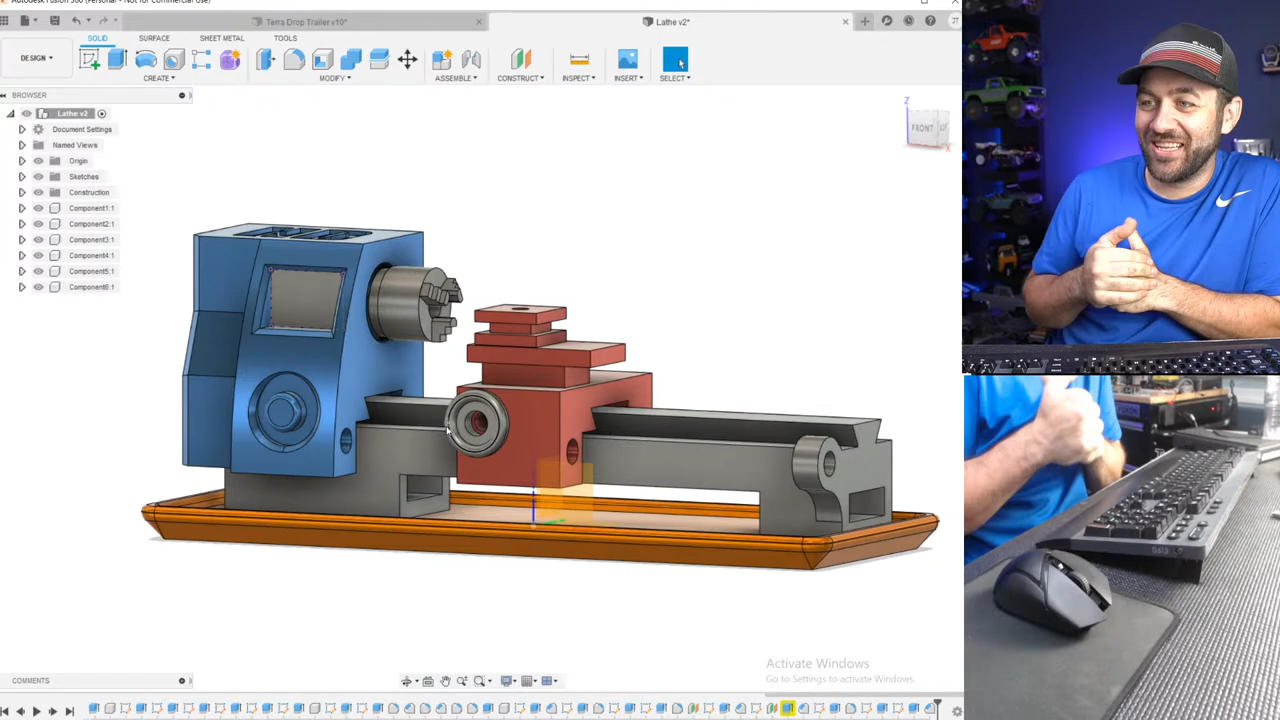 Autodesk Fusion 360 (Personal - Not for Commercial Use)
Terra Drop Trailer v10*
Lathe v2*
JT
SOLID
SURFACE
SHEET METAL
TOOLS
DESIGN
CREATE
MODIFY
ASSEMBLE
CONSTRUCT
INSPECT
INSERT
SELECT
BROWSER
Lathe v2
Document Settings
Named Views
Origin
Sketches
Construction
Component1:1
Component2:1
Component3:1
Component4:1
Component5:1
Component6:1
Z
FRONT
X
Activate Windows
Go to Settings to activate Windows.
COMMENTS
G613